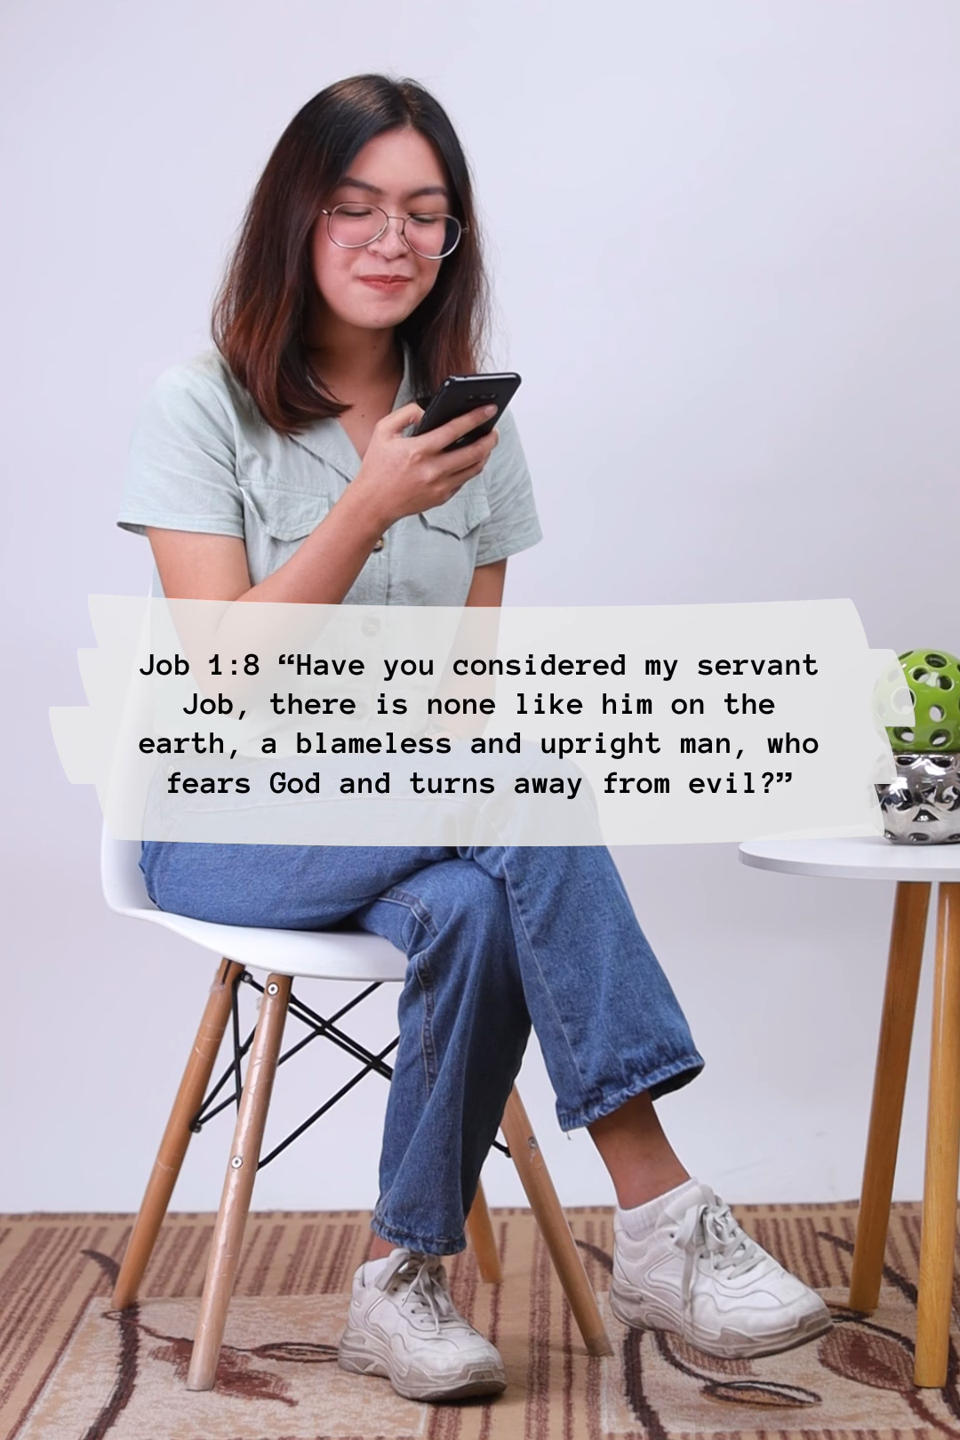 Job 1:8 “Have you considered my servant
Job, there is none like him on the
earth, a blameless and upright man, who
fears God and turns away from evil?”